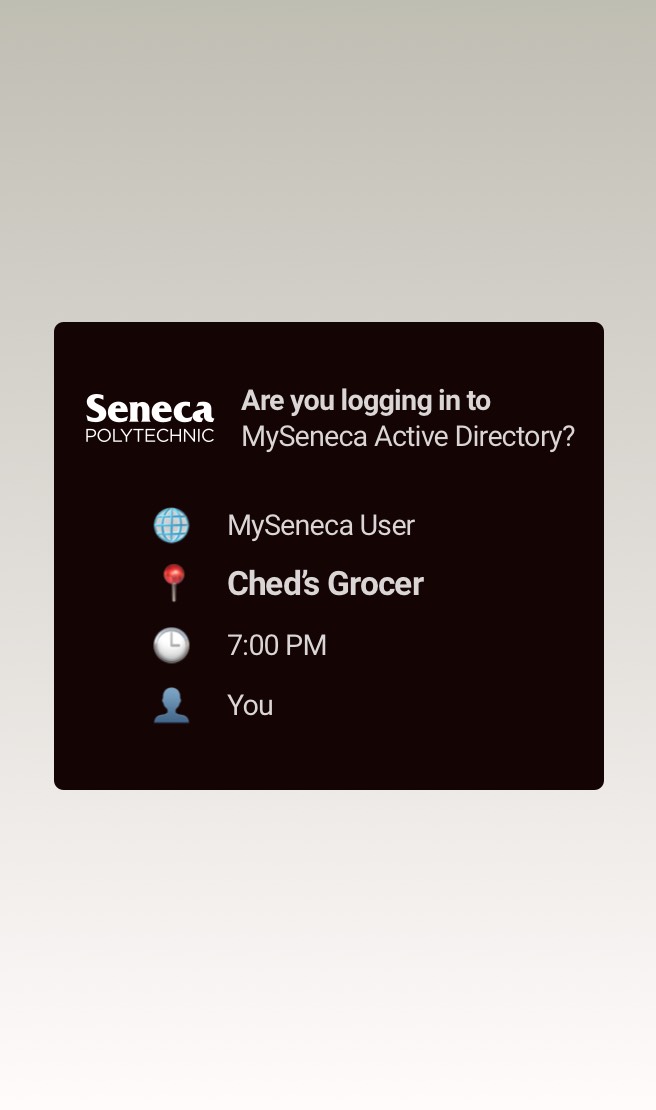 Seneca
POLYTECHNIC
Are you logging in to
MySeneca Active Directory?
MySeneca User
Ched’s Grocer
7:00 PM
You